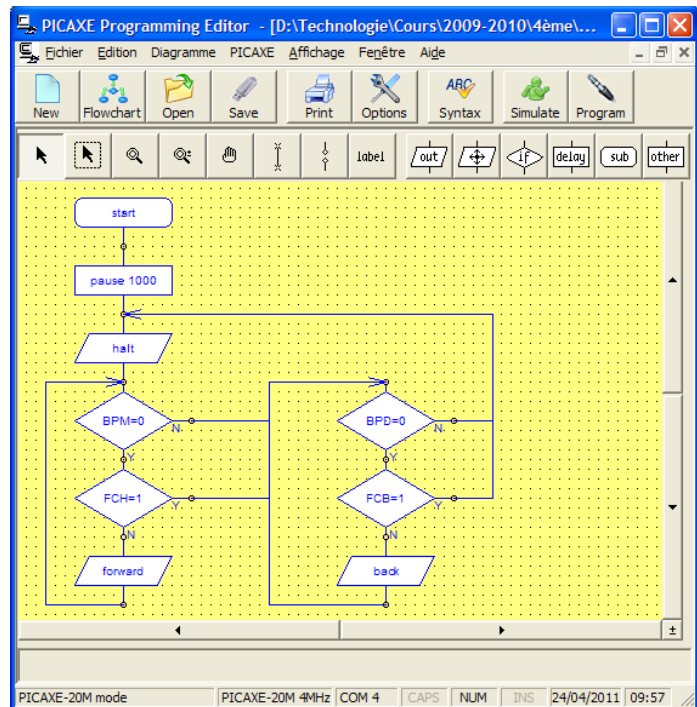 PICAXE Programming Editor - [D:\Technologie\Cours\2009-2010\4ème\...
Fichier Edition Diagramme PICAXE Affichage Fenêtre Aide
New Flowchart Open Save Print Options Syntax Simulate Program
ABC
label out if delay sub other
start
pause 1000
halt
BPM=0 N BPD=0 N
Y Y
FCH=1 Y FCB=1 Y
N N
forward back
PICAXE-20M mode PICAXE-20M 4MHz COM 4 CAPS NUM INS 24/04/2011 09:57